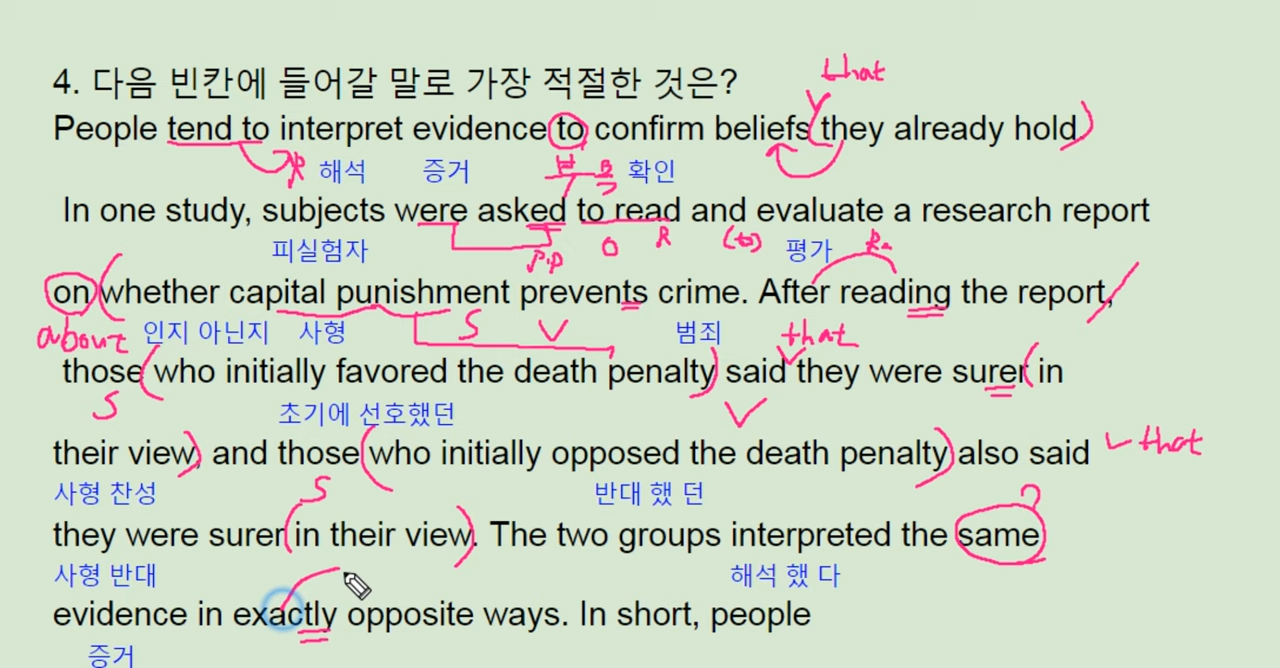 4. 다음 빈칸에 들어갈 말로 가장 적절한 것은?
that
People tend to interpret evidence to confirm beliefs they already hold
R 해석 증거 부 목 확인
In one study, subjects were asked to read and evaluate a research report
피실험자 p.p O R (to) 평가
on whether capital punishment prevents crime. After reading the report,
about 인지 아닌지 사형 S V 범죄 that
those who initially favored the death penalty said they were surer in
S 초기에 선호했던 V
their view, and those who initially opposed the death penalty also said that
사형 찬성 S 반대 했 던
they were surer in their view. The two groups interpreted the same
사형 반대 해석 했 다
evidence in exactly opposite ways. In short, people
증거